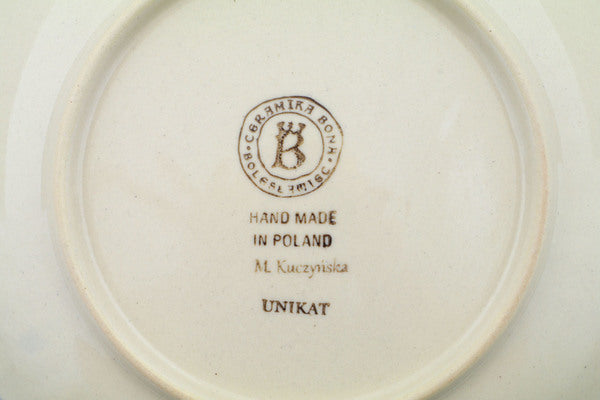 CERAMIKA BONA
BOLESŁAWIEC
B
HAND MADE
IN POLAND
M. Kuczyńska
UNIKAT